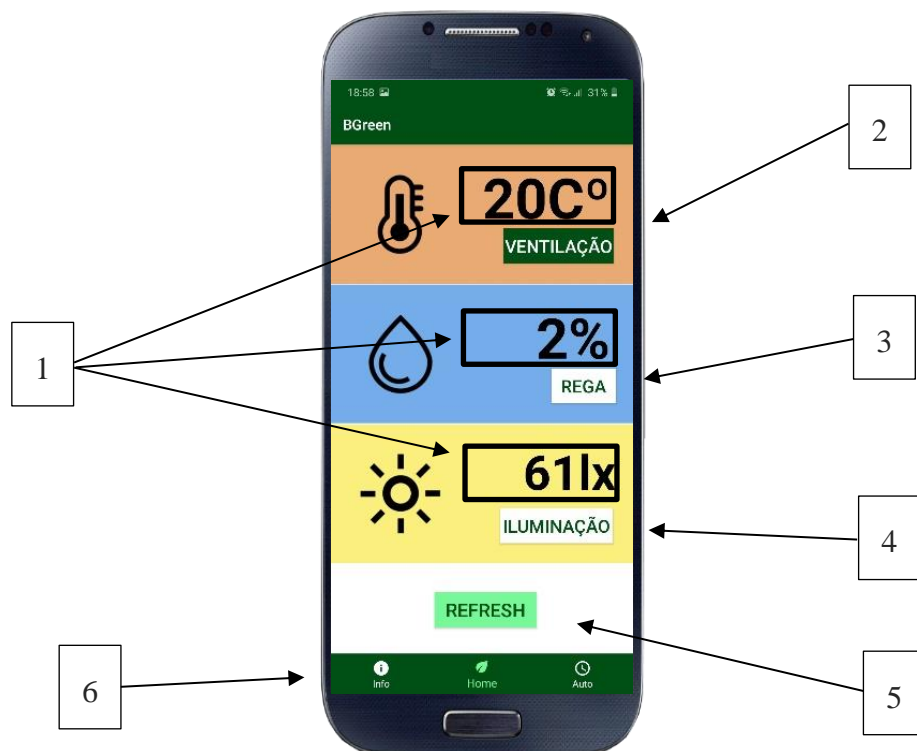 18:58 31%
BGreen
20Cº
VENTILAÇÃO
2%
REGA
61lx
ILUMINAÇÃO
REFRESH
Info Home Auto
1
2
3
4
5
6